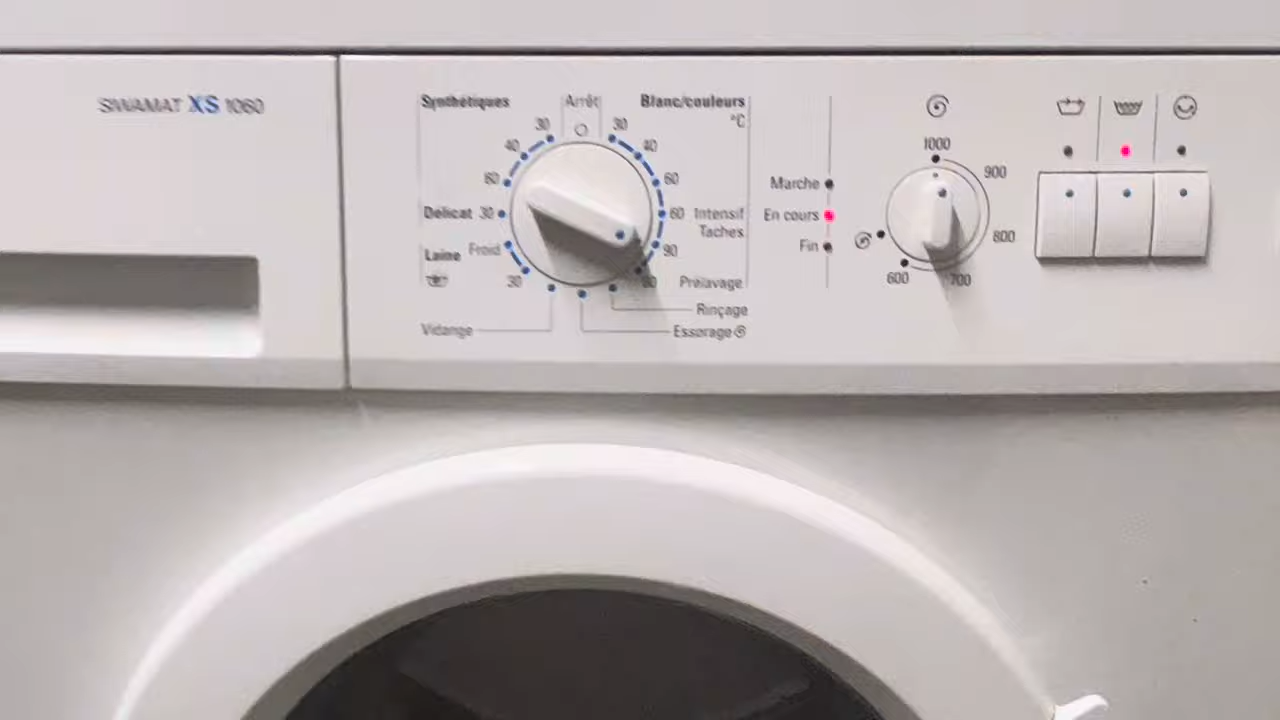 SIWAMAT XS 1060
Synthétiques
Arrêt
Blanc/couleurs
°C
30
40
60
Délicat 30
Laine Froid
30
Vidange
30
40
60
60 Intensif
Taches
90
Prélavage
Rinçage
Essorage
Marche
En cours
Fin
1000
900
800
700
600